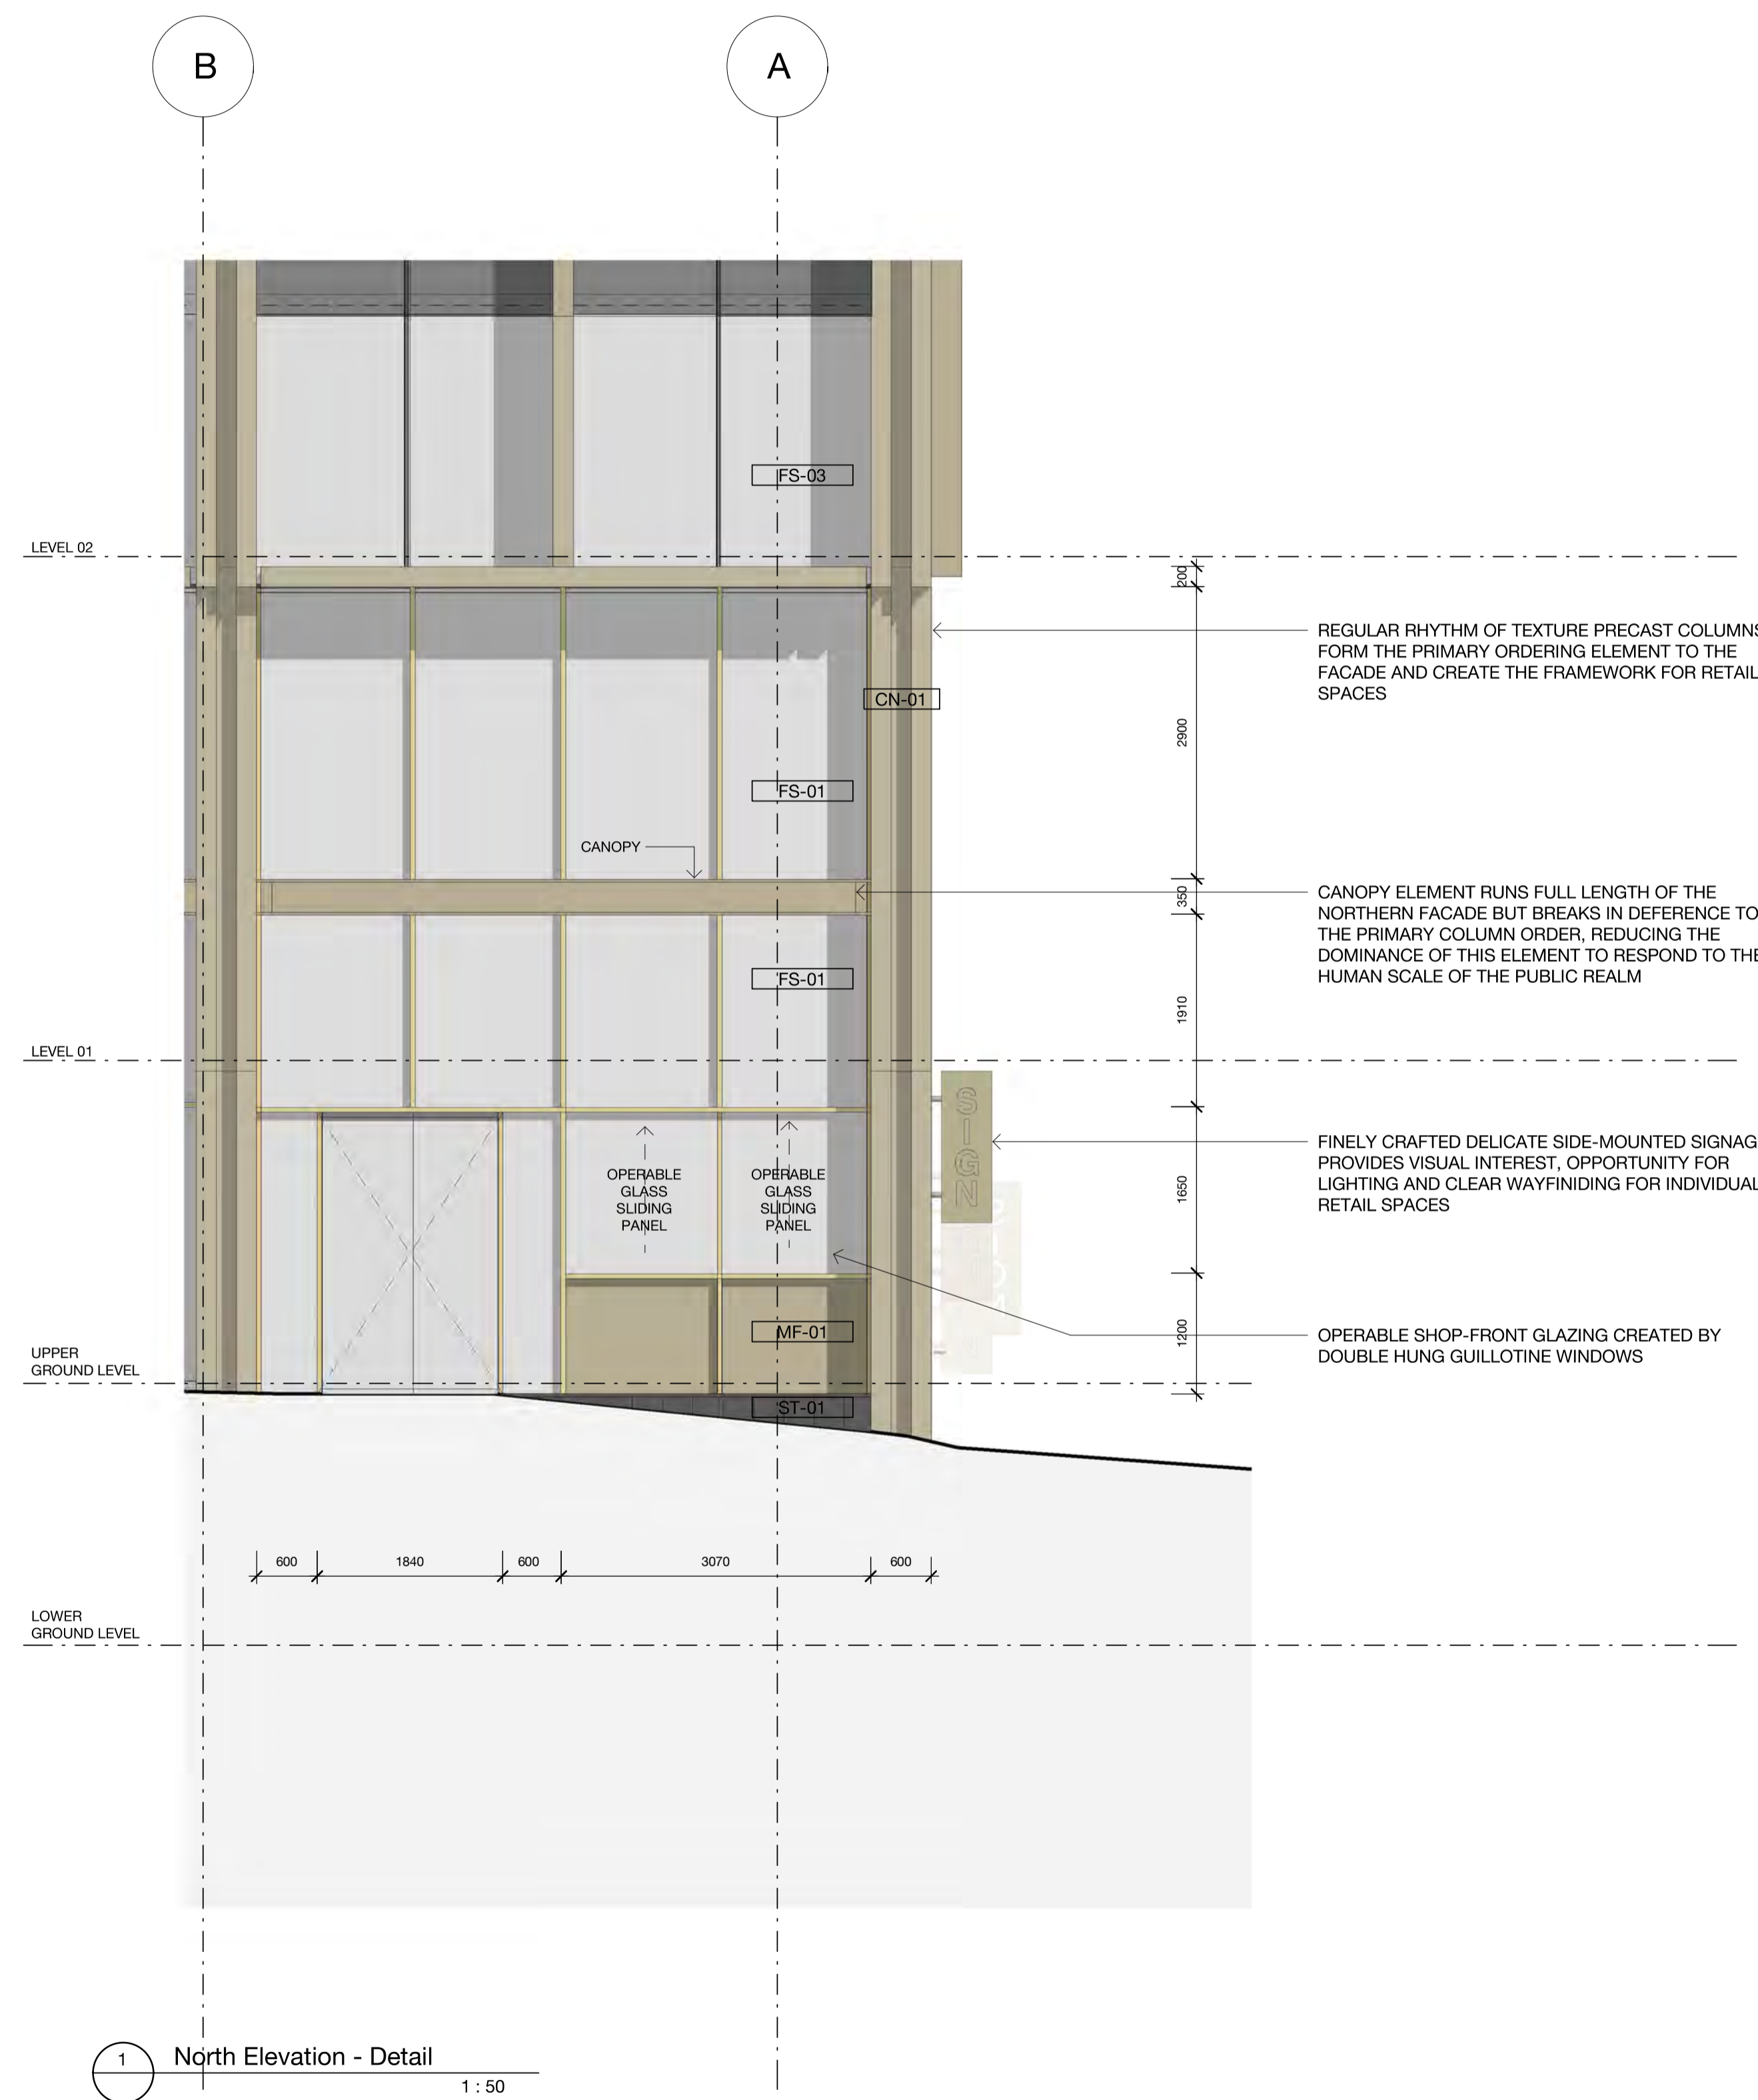 B
A
FS-03
LEVEL 02
200
REGULAR RHYTHM OF TEXTURE PRECAST COLUMNS
FORM THE PRIMARY ORDERING ELEMENT TO THE
FACADE AND CREATE THE FRAMEWORK FOR RETAIL
SPACES
CN-01
2900
FS-01
CANOPY
350
CANOPY ELEMENT RUNS FULL LENGTH OF THE
NORTHERN FACADE BUT BREAKS IN DEFERENCE TO
THE PRIMARY COLUMN ORDER, REDUCING THE
DOMINANCE OF THIS ELEMENT TO RESPOND TO THE
HUMAN SCALE OF THE PUBLIC REALM
FS-01
1910
LEVEL 01
SIGN
FINELY CRAFTED DELICATE SIDE-MOUNTED SIGNAG
PROVIDES VISUAL INTEREST, OPPORTUNITY FOR
LIGHTING AND CLEAR WAYFINIDING FOR INDIVIDUAL
RETAIL SPACES
OPERABLE
GLASS
SLIDING
PANEL
OPERABLE
GLASS
SLIDING
PANEL
1650
MF-01
1200
OPERABLE SHOP-FRONT GLAZING CREATED BY
DOUBLE HUNG GUILLOTINE WINDOWS
UPPER
GROUND LEVEL
ST-01
600
1840
600
3070
600
LOWER
GROUND LEVEL
1
North Elevation - Detail
1 : 50